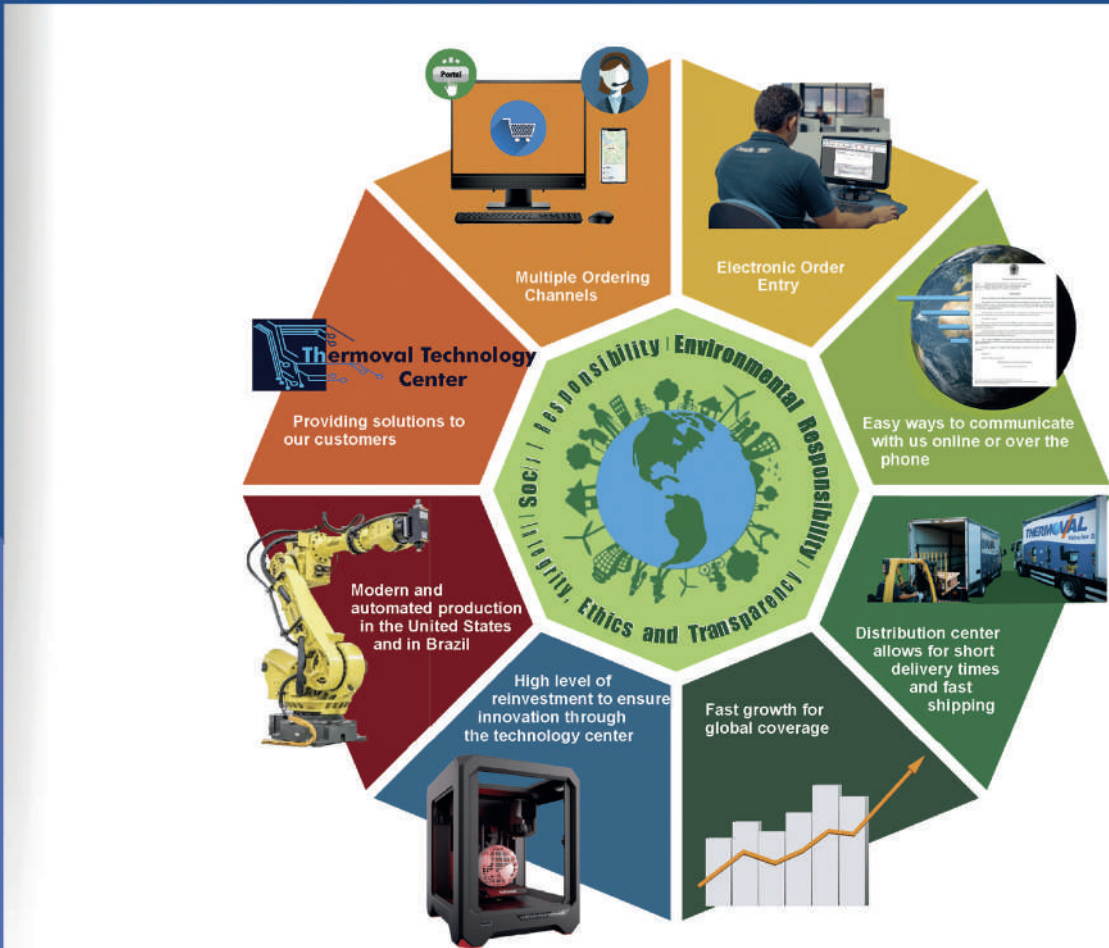 Portal
Multiple Ordering
Channels
Electronic Order
Entry
Easy ways to communicate
with us online or over the
phone
Distribution center
allows for short
delivery times
and fast
shipping
Fast growth for
global coverage
High level of
reinvestment to ensure
innovation through
the technology center
Modern and
automated production
in the United States
and in Brazil
Thermoval Technology
Center
Providing solutions to
our customers
Social Responsibility | Environmental Responsibility | Integrity, Ethics and Transparency |
THERMOVAL
THERMOVAL